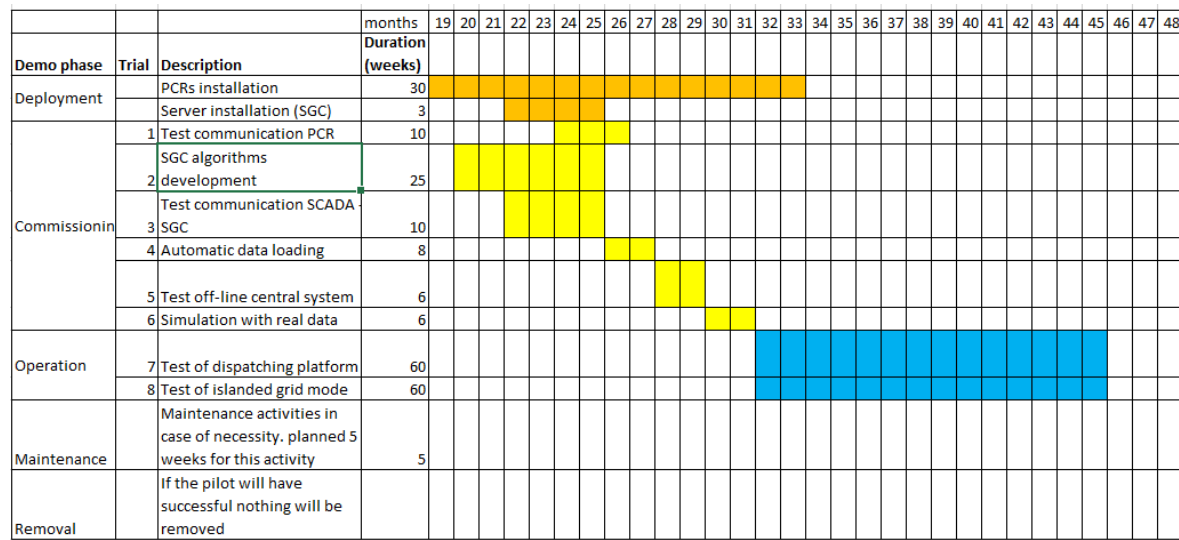 months 19 20 21 22 23 24 25 26 27 28 29 30 31 32 33 34 35 36 37 38 39 40 41 42 43 44 45 46 47 48
Duration
Demo phase Trial Description (weeks)
Deployment
PCRs installation 30
Server installation (SGC) 3
Commissionin
1 Test communication PCR 10
SGC algorithms
2 development 25
Test communication SCADA -
3 SGC 10
4 Automatic data loading 8
5 Test off-line central system 6
6 Simulation with real data 6
Operation
7 Test of dispatching platform 60
8 Test of islanded grid mode 60
Maintenance activities in
case of necessity. planned 5
Maintenance weeks for this activity 5
If the pilot will have
successful nothing will be
Removal removed